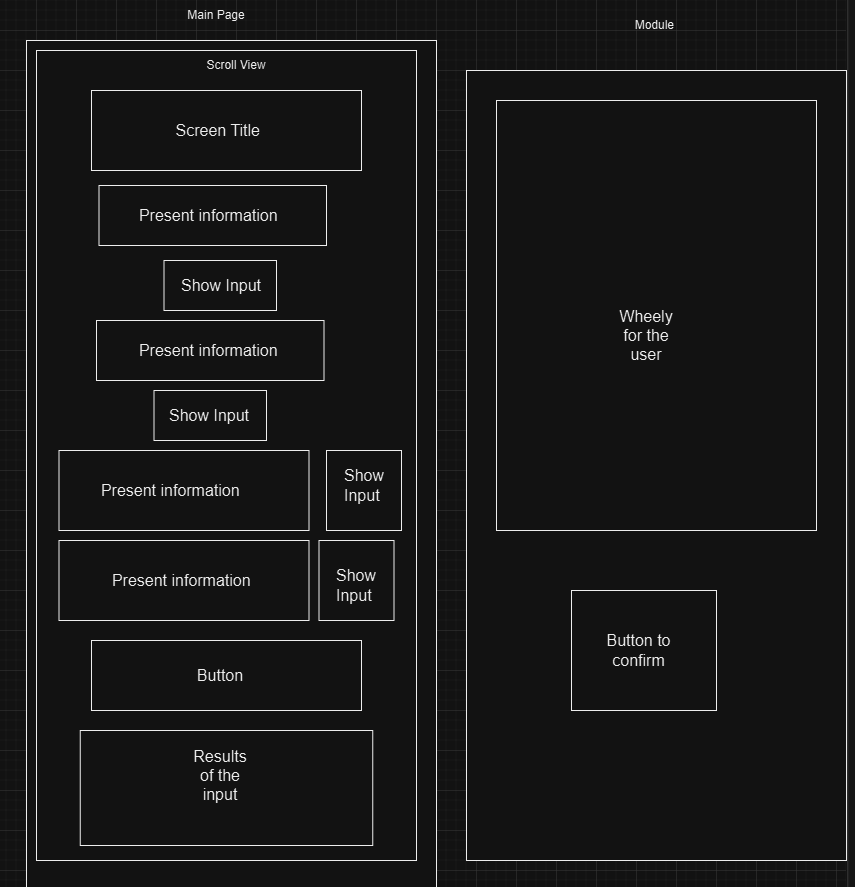 Main Page
Scroll View
Screen Title
Present information
Show Input
Present information
Show Input
Present information
Show
Input
Present information
Show
Input
Button
Results
of the
input
Module
Wheely
for the
user
Button to
confirm